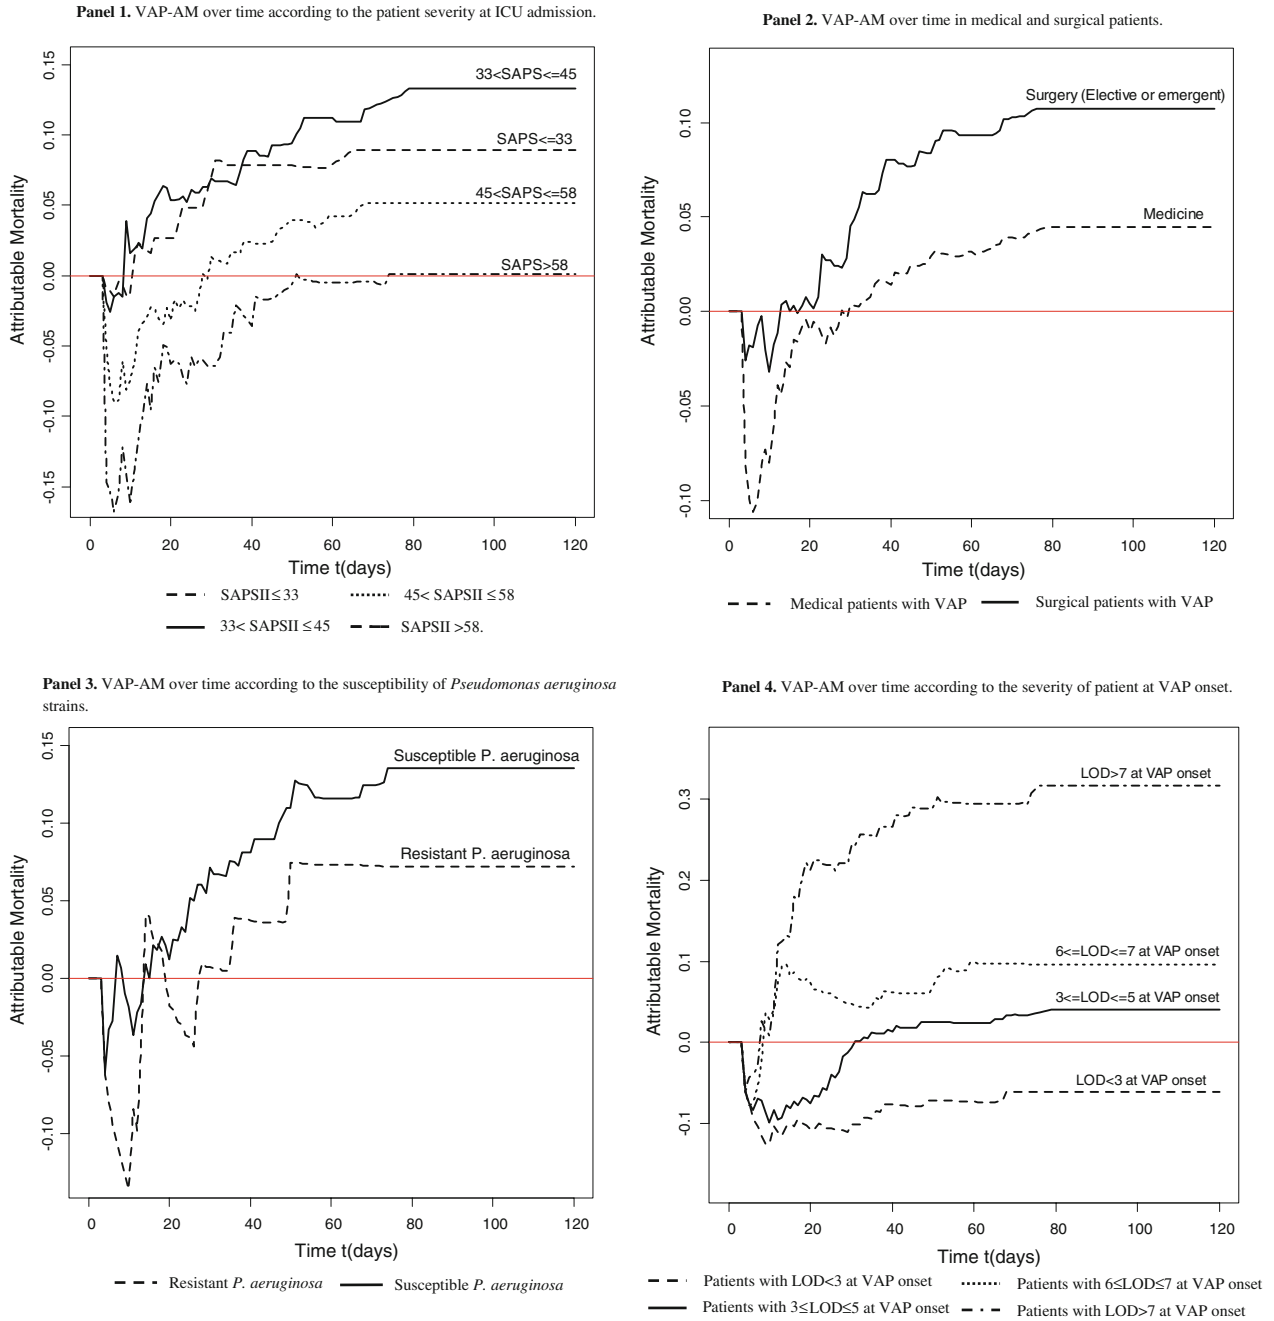 Panel 1. VAP-AM over time according to the patient severity at ICU admission.
Attributable Mortality
0.15
0.10
0.05
0.00
-0.05
-0.10
-0.15
33<SAPS<=45
SAPS<=33
45<SAPS<=58
SAPS>58
0 20 40 60 80 100 120
Time t(days)
SAPSII≤33 45< SAPSII ≤58
33< SAPSII ≤45 SAPSII >58.
Panel 2. VAP-AM over time in medical and surgical patients.
Attributable Mortality
0.10
0.05
0.00
-0.05
-0.10
Surgery (Elective or emergent)
Medicine
0 20 40 60 80 100 120
Time t(days)
Medical patients with VAP Surgical patients with VAP
Panel 3. VAP-AM over time according to the susceptibility of Pseudomonas aeruginosa
strains.
Attributable Mortality
0.15
0.10
0.05
0.00
-0.05
-0.10
Susceptible P. aeruginosa
Resistant P. aeruginosa
0 20 40 60 80 100 120
Time t(days)
Resistant P. aeruginosa Susceptible P. aeruginosa
Panel 4. VAP-AM over time according to the severity of patient at VAP onset.
Attributable Mortality
0.3
0.2
0.1
0.0
-0.1
LOD>7 at VAP onset
6<=LOD<=7 at VAP onset
3<=LOD<=5 at VAP onset
LOD<3 at VAP onset
0 20 40 60 80 100 120
Time t(days)
Patients with LOD<3 at VAP onset Patients with 6≤LOD≤7 at VAP onset
Patients with 3≤LOD≤5 at VAP onset Patients with LOD>7 at VAP onset